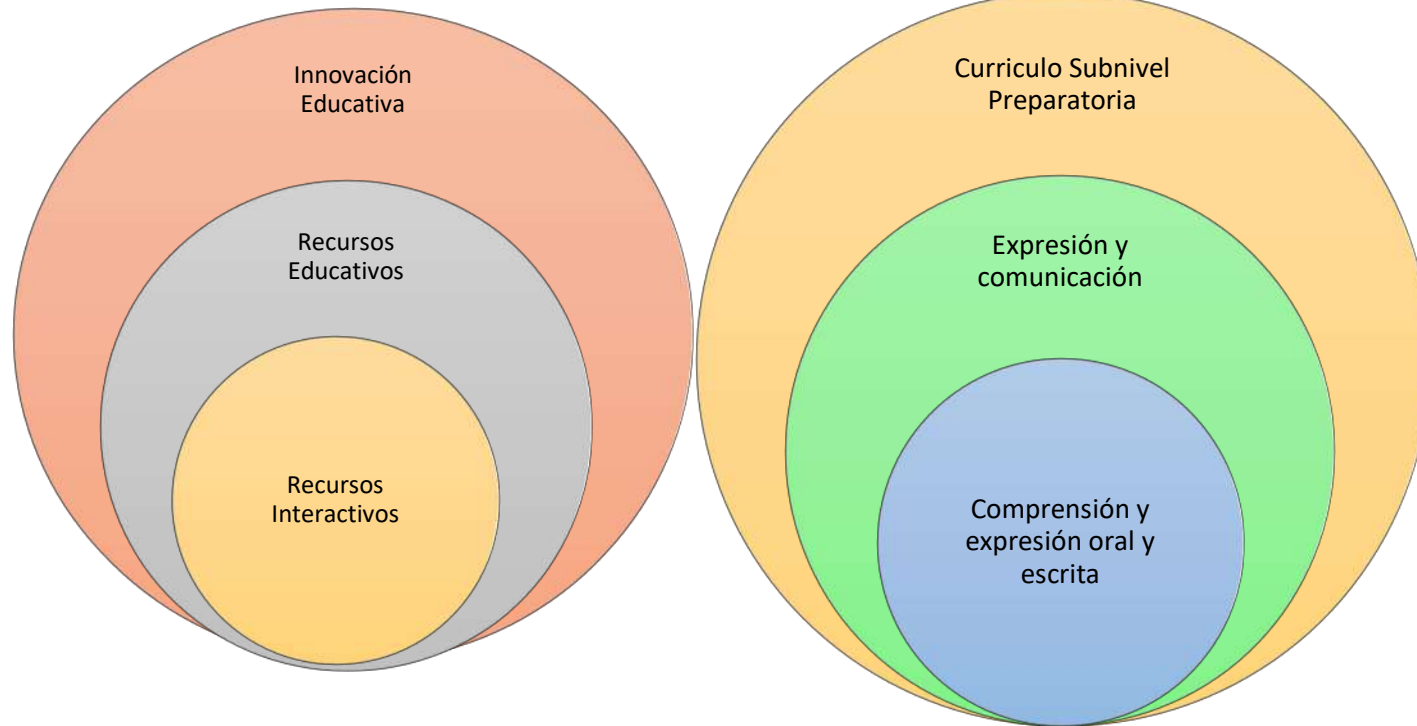 Innovación
Educativa
Recursos
Educativos
Recursos
Interactivos
Curriculo Subnivel
Preparatoria
Expresión y
comunicación
Comprensión y
expresión oral y
escrita